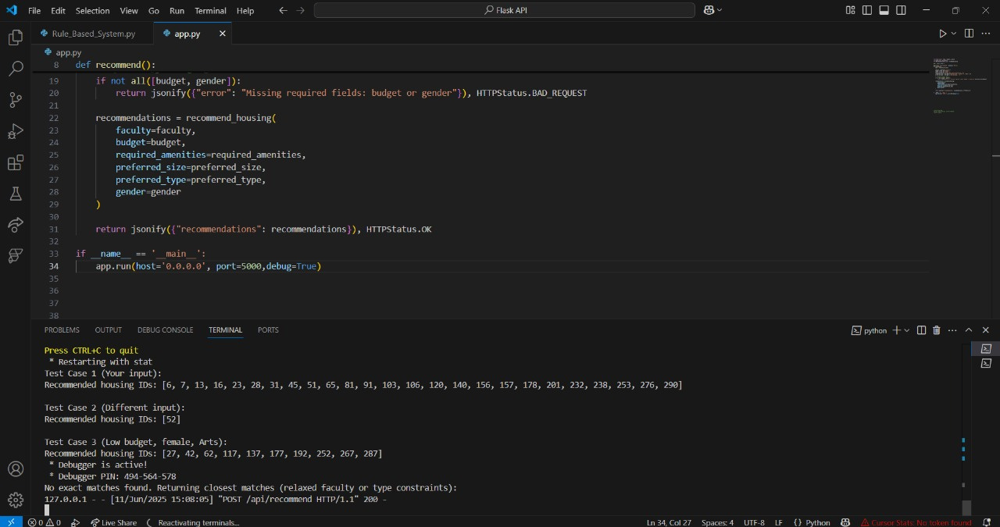 File Edit Selection View Go Run Terminal Help
Flask API
Rule_Based_System.py
app.py
app.py
8 def recommend():
19 if not all([budget, gender]):
20 return jsonify({"error": "Missing required fields: budget or gender"}), HTTPStatus.BAD_REQUEST
21
22 recommendations = recommend_housing(
23 faculty=faculty,
24 budget=budget,
25 required_amenities=required_amenities,
26 preferred_size=preferred_size,
27 preferred_type=preferred_type,
28 gender=gender
29 )
30
31 return jsonify({"recommendations": recommendations}), HTTPStatus.OK
32
33 if __name__ == '__main__':
34 app.run(host='0.0.0.0', port=5000,debug=True)
35
36
37
38
PROBLEMS OUTPUT DEBUG CONSOLE TERMINAL PORTS
python
Press CTRL+C to quit
* Restarting with stat
Test Case 1 (Your input):
Recommended housing IDs: [6, 7, 13, 16, 23, 28, 31, 45, 51, 65, 81, 91, 103, 106, 120, 140, 156, 157, 178, 201, 232, 238, 253, 276, 290]
Test Case 2 (Different input):
Recommended housing IDs: [52]
Test Case 3 (Low budget, female, Arts):
Recommended housing IDs: [27, 42, 62, 117, 137, 177, 192, 252, 267, 287]
* Debugger is active!
* Debugger PIN: 494-564-578
No exact matches found. Returning closest matches (relaxed faculty or type constraints):
127.0.0.1 - - [11/Jun/2025 15:08:05] "POST /api/recommend HTTP/1.1" 200 -
0 0 Live Share Reactivating terminals... Ln 34, Col 27 Spaces: 4 UTF-8 LF {} Python Cursor Stats: No token found